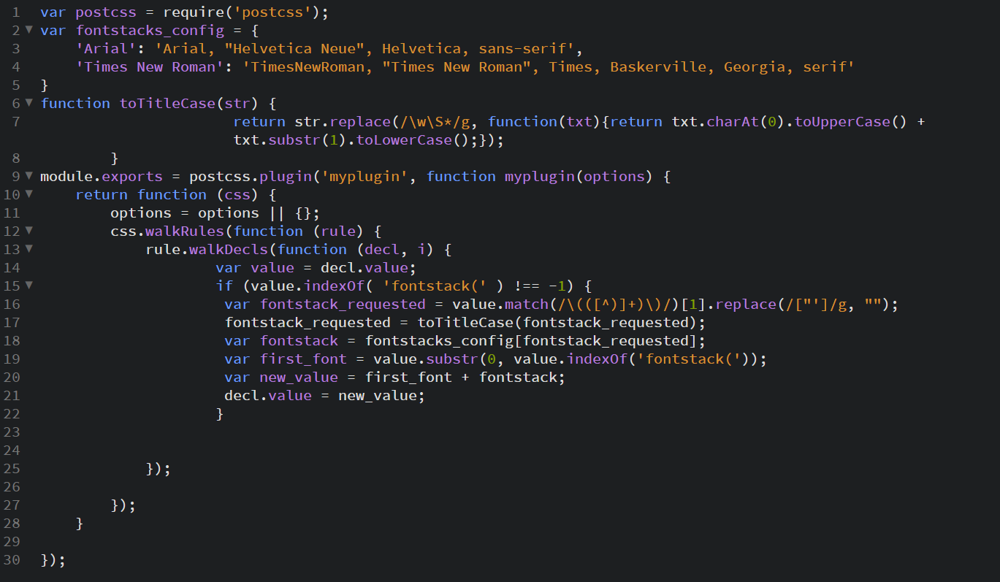 1 var postcss = require('postcss');
2 var fontstacks_config = {
3 'Arial': 'Arial, "Helvetica Neue", Helvetica, sans-serif',
4 'Times New Roman': 'TimesNewRoman, "Times New Roman", Times, Baskerville, Georgia, serif'
5 }
6 function toTitleCase(str) {
7 return str.replace(/\w\S*/g, function(txt){return txt.charAt(0).toUpperCase() +
txt.substr(1).toLowerCase();});
8 }
9 module.exports = postcss.plugin('myplugin', function myplugin(options) {
10 return function (css) {
11 options = options || {};
12 css.walkRules(function (rule) {
13 rule.walkDecls(function (decl, i) {
14 var value = decl.value;
15 if (value.indexOf( 'fontstack(' ) !== -1) {
16 var fontstack_requested = value.match(/\(([^)]+)\)/)[1].replace(/["']/g, "");
17 fontstack_requested = toTitleCase(fontstack_requested);
18 var fontstack = fontstacks_config[fontstack_requested];
19 var first_font = value.substr(0, value.indexOf('fontstack('));
20 var new_value = first_font + fontstack;
21 decl.value = new_value;
22 }
23
24
25 });
26
27 });
28 }
29
30 });